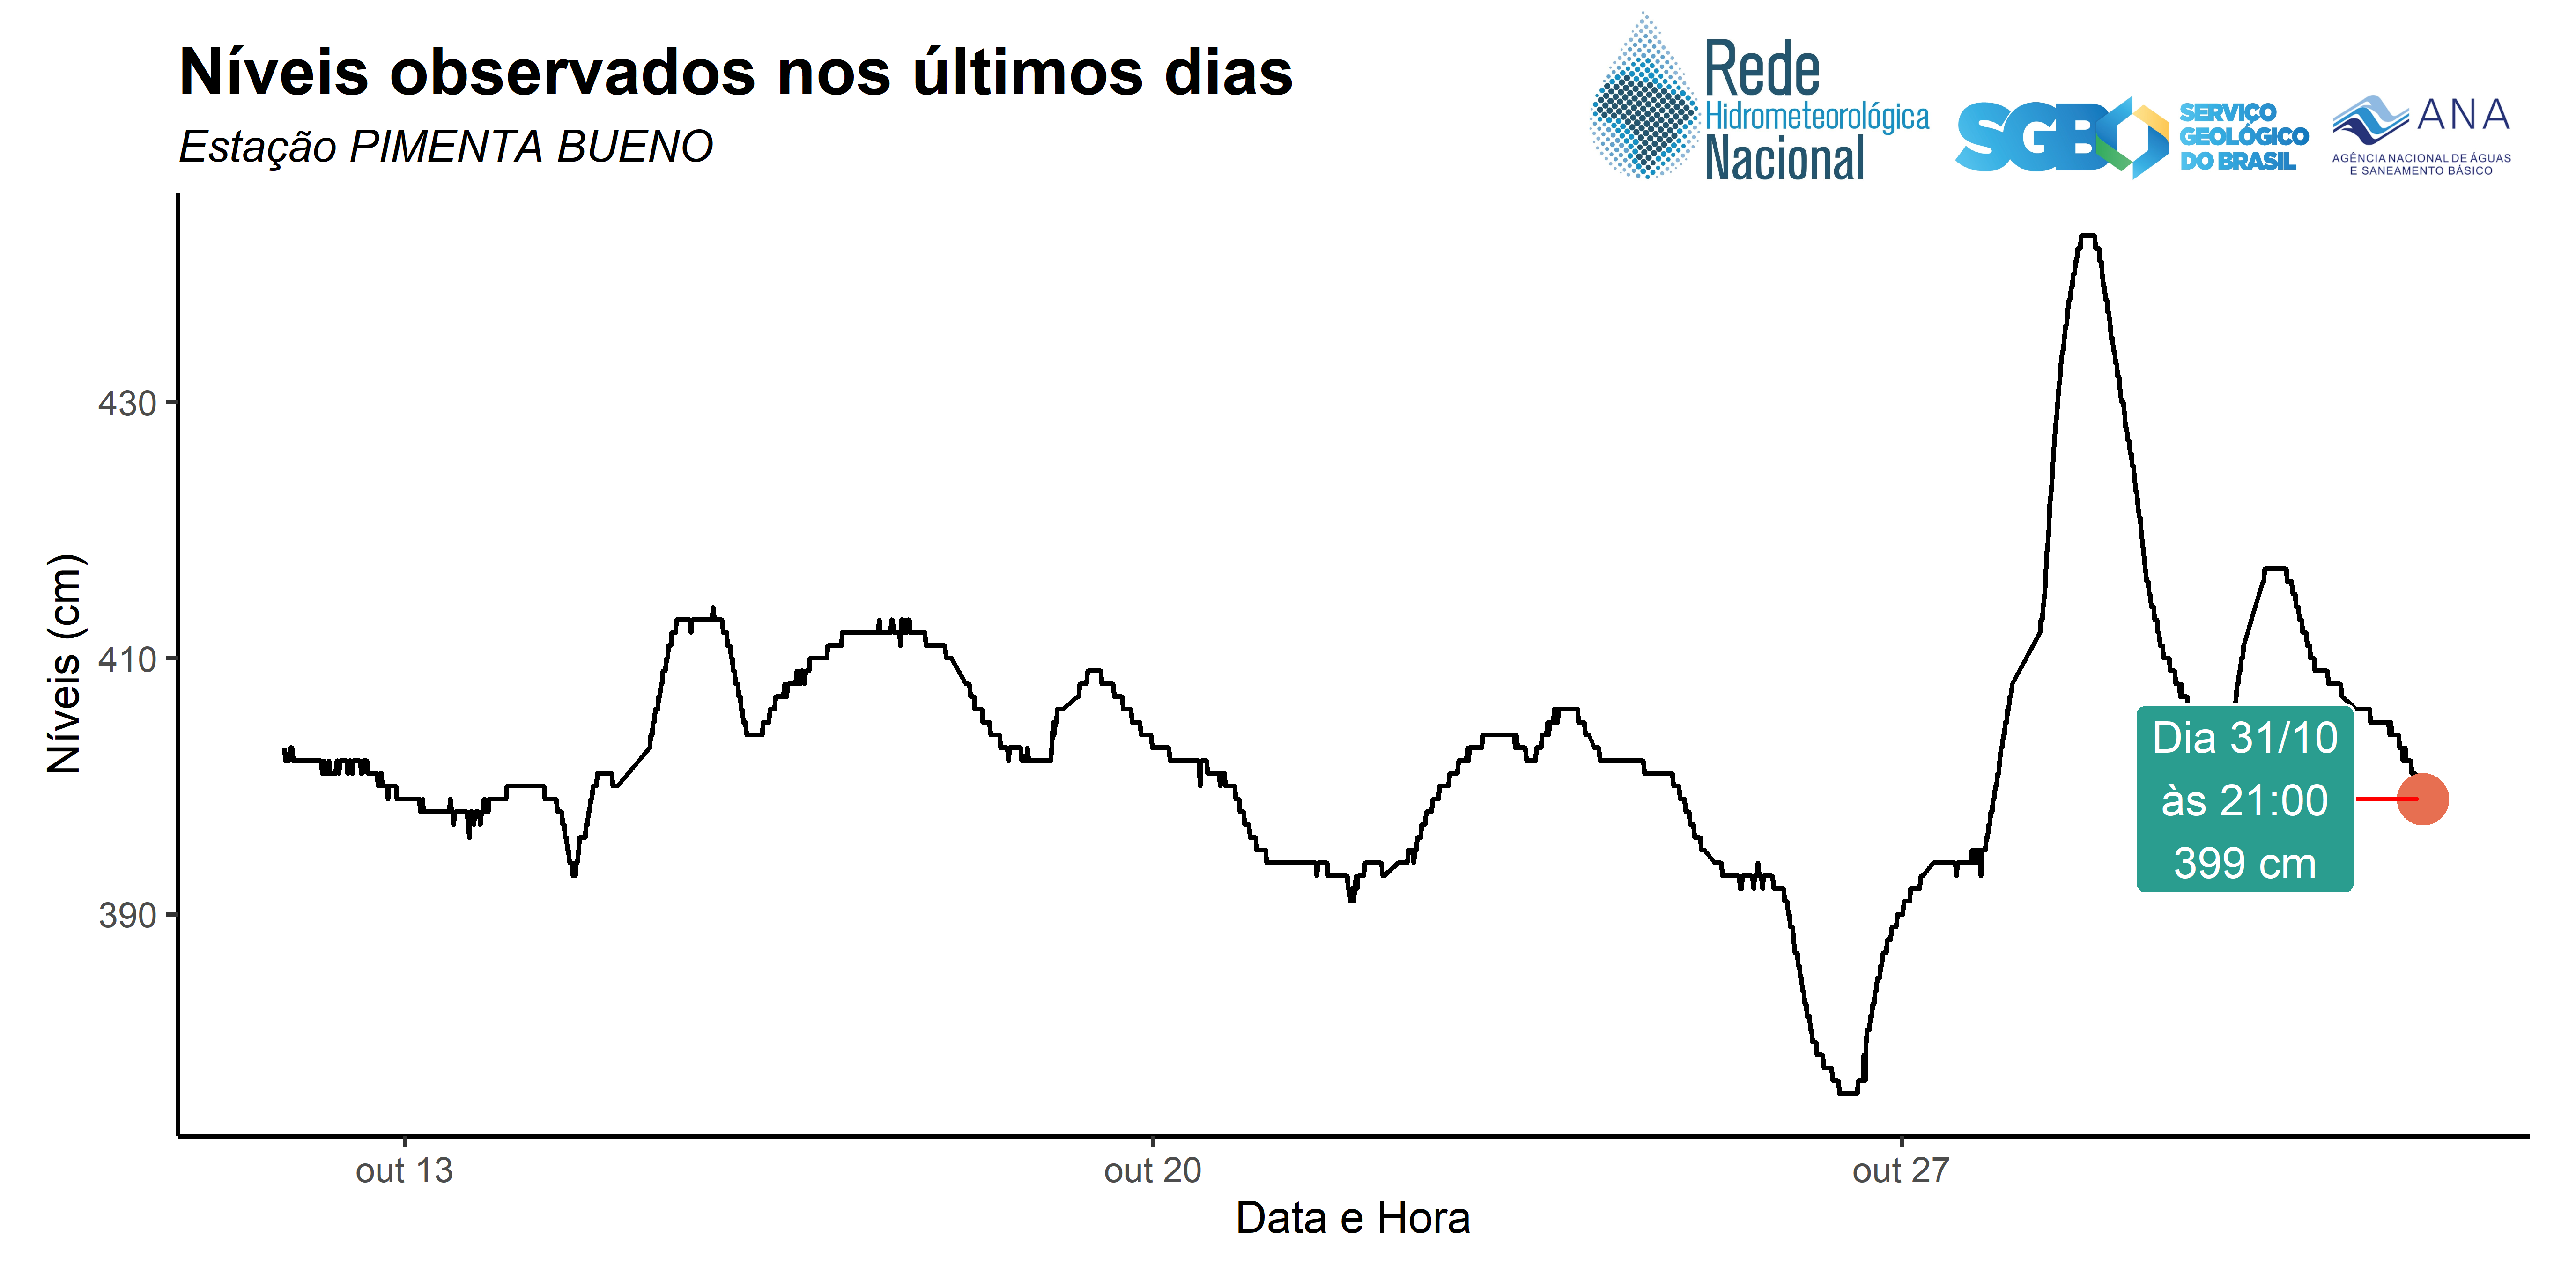 Níveis observados nos últimos dias
Estação PIMENTA BUENO
Rede
Hidrometeorológica
Nacional
SGB
SERVIÇO
GEOLÓGICO
DO BRASIL
ANA
AGÊNCIA NACIONAL DE ÁGUAS
E SANEAMENTO BÁSICO
Níveis (cm)
430
410
390
Dia 31/10
às 21:00
399 cm
out 13
out 20
out 27
Data e Hora